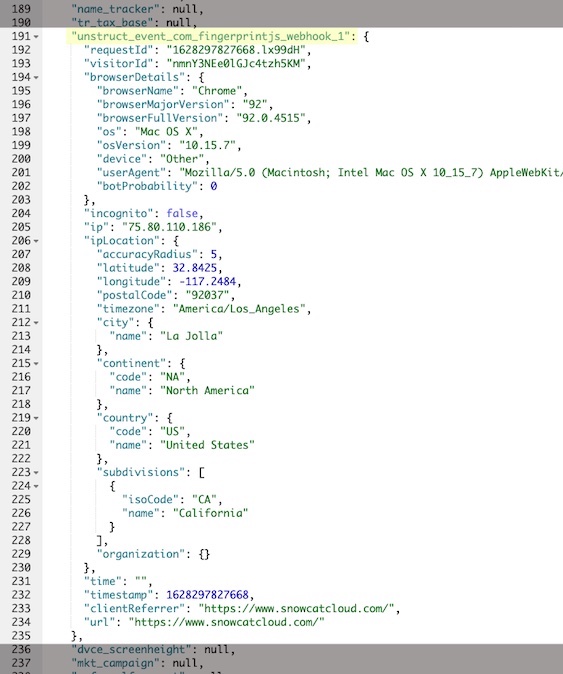 189 "name_tracker": null,
190 "tr_tax_base": null,
191 "unstruct_event_com_fingerprintjs_webhook_1": {
192 "requestId": "1628297827668.lx99dH",
193 "visitorId": "nmnY3NEe0lGJc4tzh5KM",
194 "browserDetails": {
195 "browserName": "Chrome",
196 "browserMajorVersion": "92",
197 "browserFullVersion": "92.0.4515",
198 "os": "Mac OS X",
199 "osVersion": "10.15.7",
200 "device": "Other",
201 "userAgent": "Mozilla/5.0 (Macintosh; Intel Mac OS X 10_15_7) AppleWebKit/
202 "botProbability": 0
203 },
204 "incognito": false,
205 "ip": "75.80.110.186",
206 "ipLocation": {
207 "accuracyRadius": 5,
208 "latitude": 32.8425,
209 "longitude": -117.2484,
210 "postalCode": "92037",
211 "timezone": "America/Los_Angeles",
212 "city": {
213 "name": "La Jolla"
214 },
215 "continent": {
216 "code": "NA",
217 "name": "North America"
218 },
219 "country": {
220 "code": "US",
221 "name": "United States"
222 },
223 "subdivisions": [
224 {
225 "isoCode": "CA",
226 "name": "California"
227 }
228 ],
229 "organization": {}
230 },
231 "time": "",
232 "timestamp": 1628297827668,
233 "clientReferrer": "https://www.snowcatcloud.com/",
234 "url": "https://www.snowcatcloud.com/"
235 },
236 "dvce_screenheight": null,
237 "mkt_campaign": null,